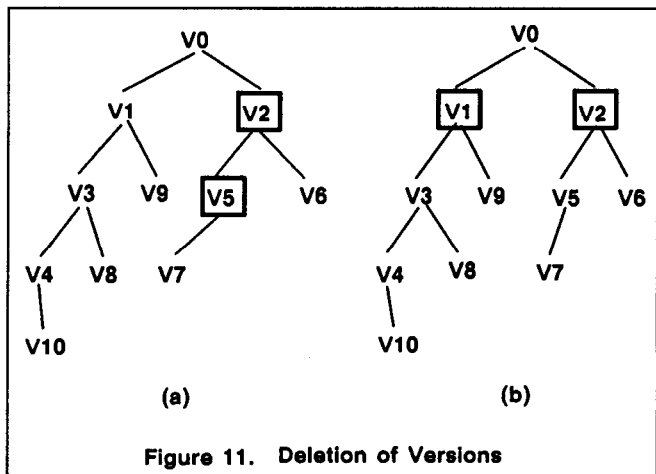 V0 V0
V1 V2 V1 V2
V3 V9 V5 V6 V3 V9 V5 V6
V4 V8 V7 V4 V8 V7
V10 V10
(a) (b)
Figure 11. Deletion of Versions